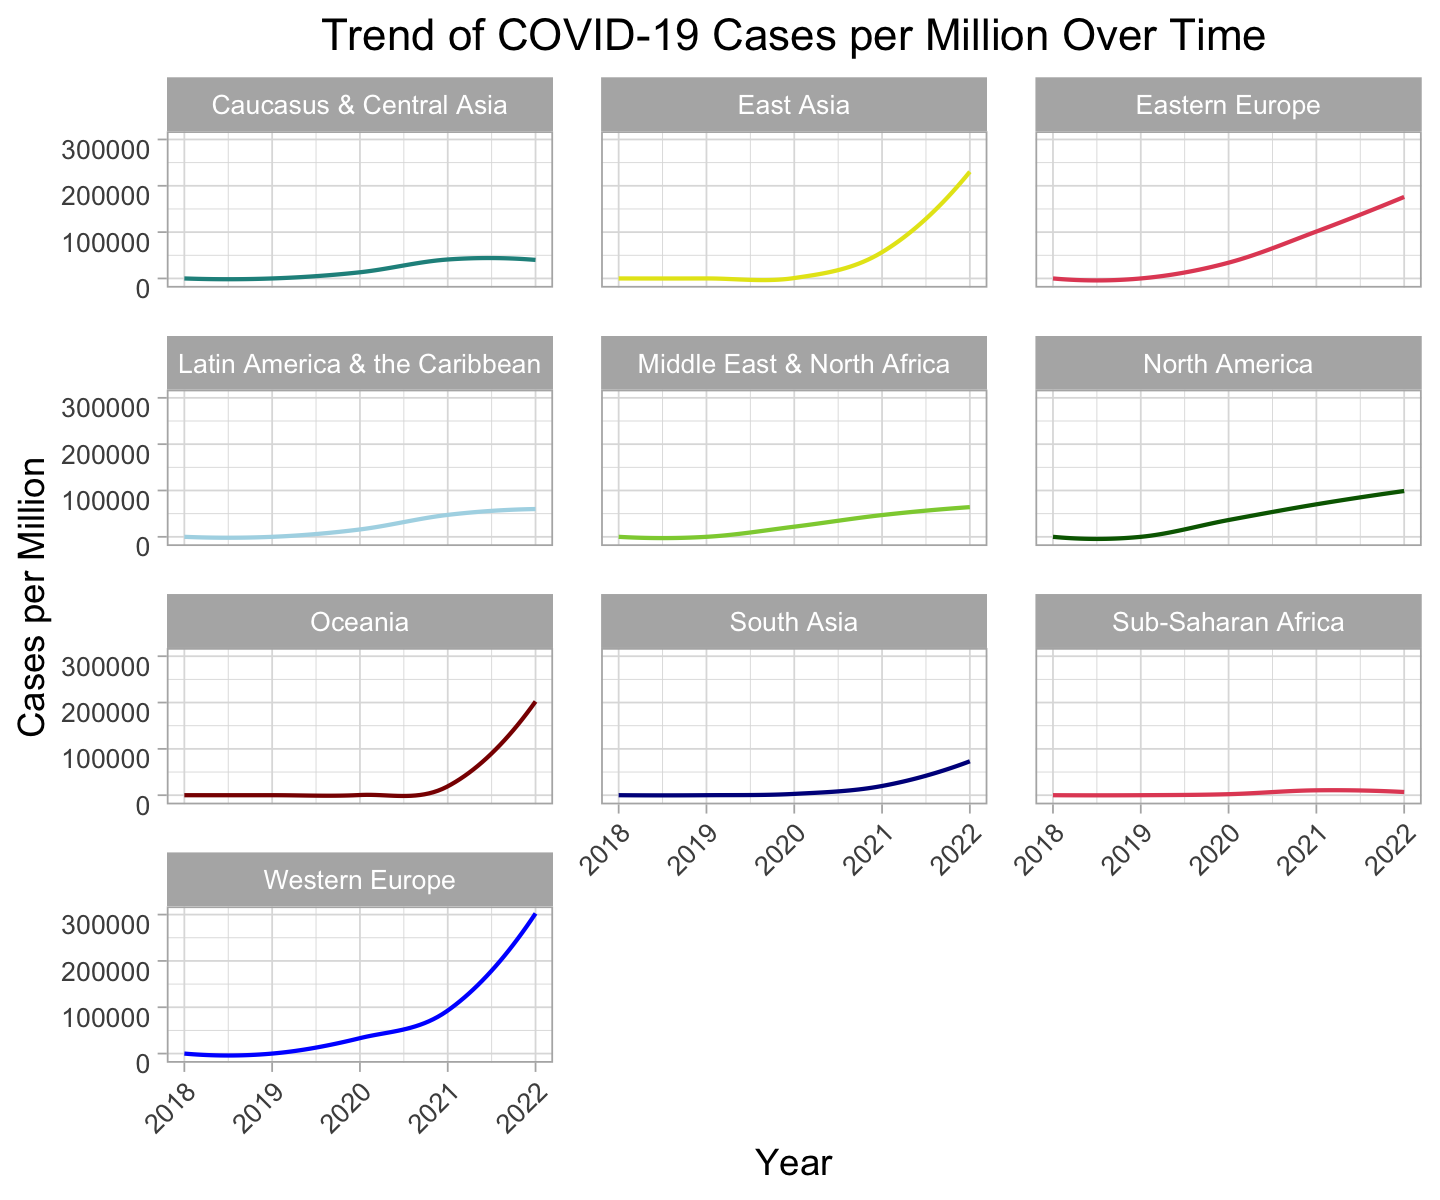 Trend of COVID-19 Cases per Million Over Time
Caucasus & Central Asia
East Asia
Eastern Europe
300000
200000
100000
0
Latin America & the Caribbean
Middle East & North Africa
North America
300000
200000
100000
0
Cases per Million
Oceania
South Asia
Sub-Saharan Africa
300000
200000
100000
0
2018 2019 2020 2021 2022
2018 2019 2020 2021 2022
Western Europe
300000
200000
100000
0
2018 2019 2020 2021 2022
Year